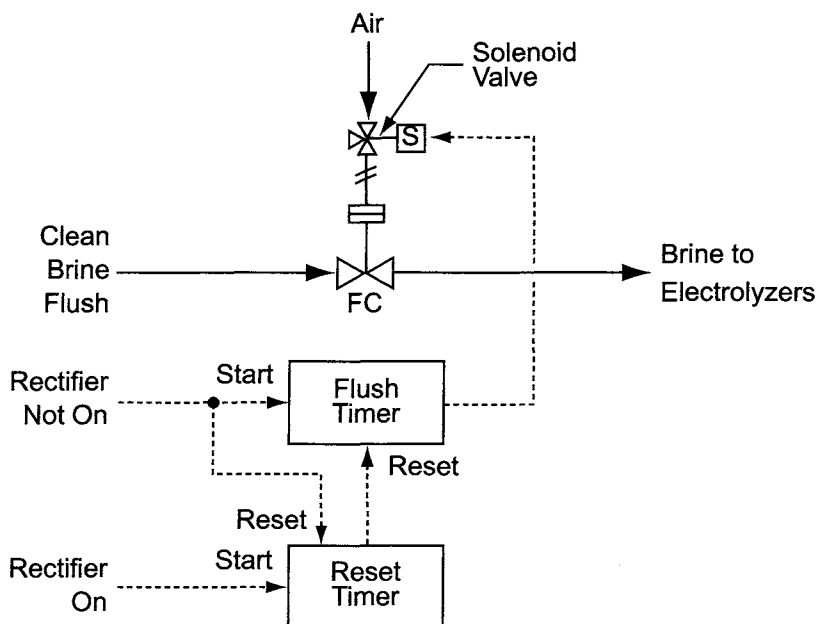 Air
Solenoid
Valve
S
Clean
Brine
Flush
FC
Brine to
Electrolyzers
Rectifier
Not On
Start
Flush
Timer
Reset
Reset
Rectifier
On
Start
Reset
Timer